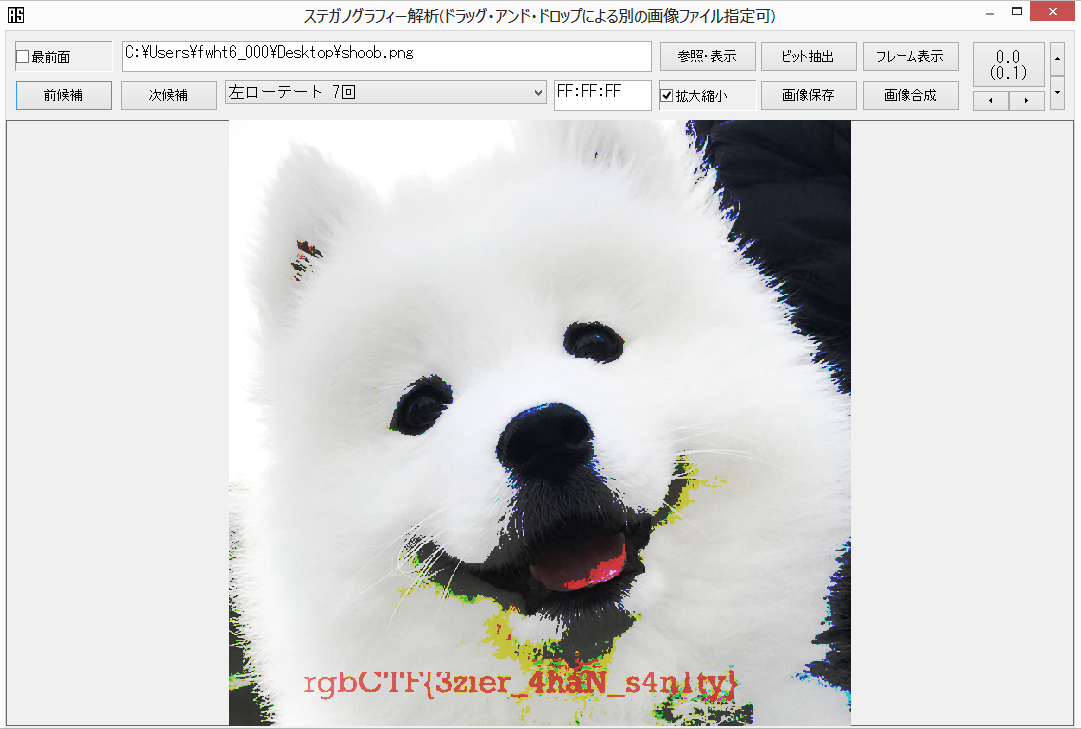 ステガノグラフィー解析(ドラッグ・アンド・ドロップによる別の画像ファイル指定可)
最前面
C:¥Users¥fwht6_000¥Desktop¥shoob.png
参照・表示
ビット抽出
フレーム表示
0.0
(0.1)
前候補
次候補
左ローテート 7回
FF:FF:FF
拡大縮小
画像保存
画像合成
rgbCTF{3zier_4haN_s4n1ty}